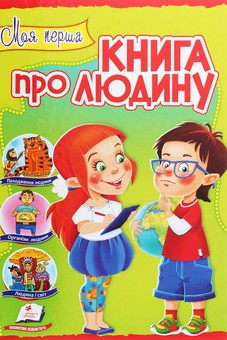 Моя перша
КНИГА
про ЛЮДИНУ
Походження людини
Організм людини
Людина і світ